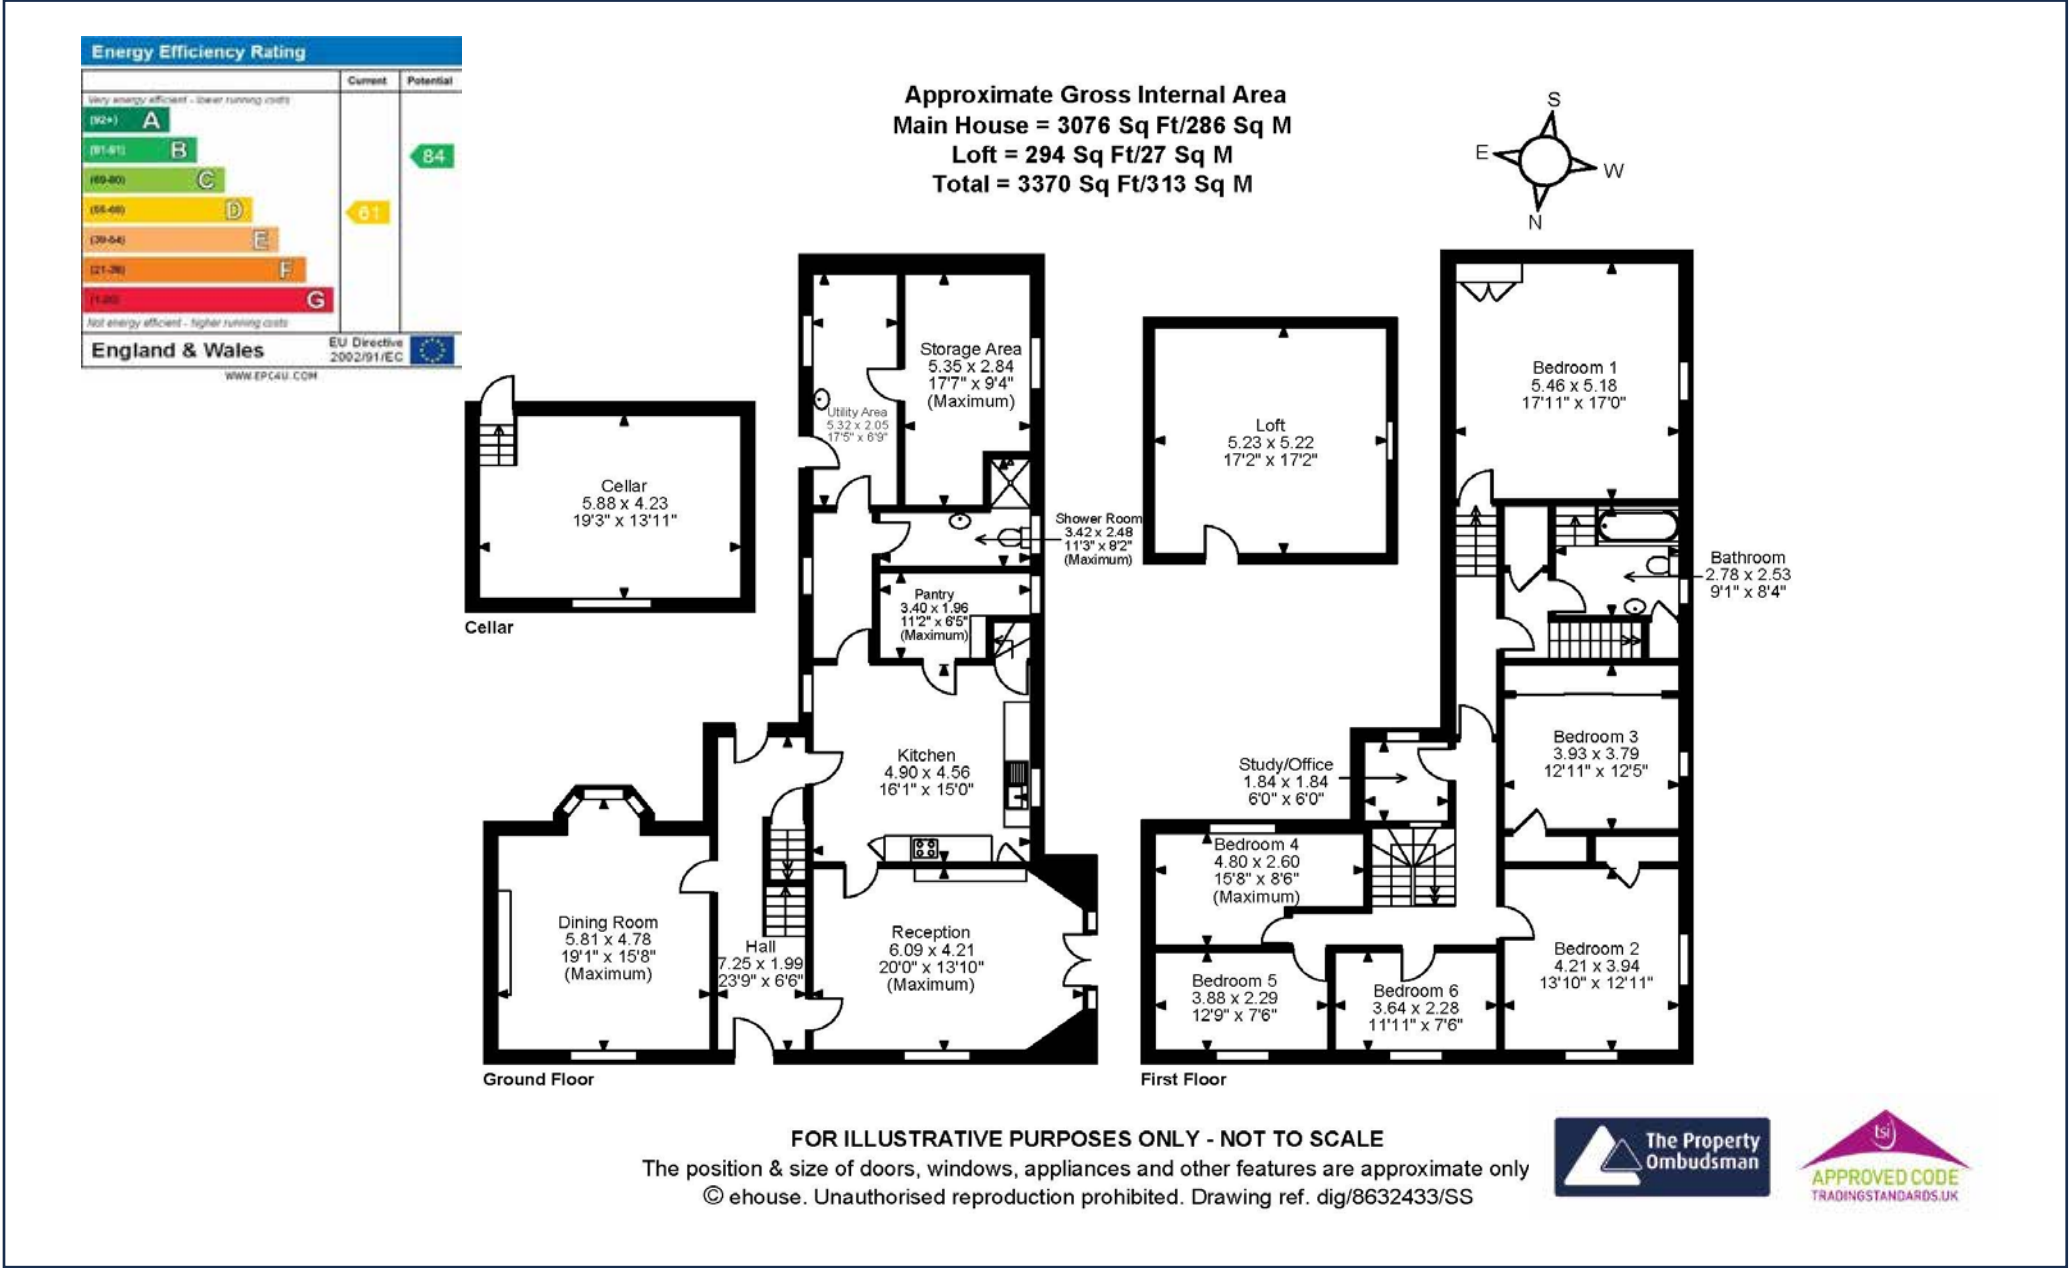 Energy Efficiency Rating
Current Potential
Very energy efficient - lower running costs
(92+) A
(81-91) B
(69-80) C
(55-68) D
(39-54) E
(21-38) F
(1-20) G
84
61
Not energy efficient - higher running costs
England & Wales
EU Directive
2002/91/EC
WWW.EPC4U.COM
Approximate Gross Internal Area
Main House = 3076 Sq Ft/286 Sq M
Loft = 294 Sq Ft/27 Sq M
Total = 3370 Sq Ft/313 Sq M
S
E
W
N
Cellar
5.88 x 4.23
19'3" x 13'11"
Cellar
Storage Area
5.35 x 2.84
17'7" x 9'4"
(Maximum)
Utility Area
5.32 x 2.05
17'5" x 6'9"
Shower Room
3.42 x 2.48
11'3" x 8'2"
(Maximum)
Pantry
3.40 x 1.96
11'2" x 6'5"
(Maximum)
Kitchen
4.90 x 4.56
16'1" x 15'0"
Dining Room
5.81 x 4.78
19'1" x 15'8"
(Maximum)
Hall
7.25 x 1.99
23'9" x 6'6"
Reception
6.09 x 4.21
20'0" x 13'10"
(Maximum)
Ground Floor
Loft
5.23 x 5.22
17'2" x 17'2"
Bedroom 1
5.46 x 5.18
17'11" x 17'0"
Bathroom
2.78 x 2.53
9'1" x 8'4"
Bedroom 3
3.93 x 3.79
12'11" x 12'5"
Study/Office
1.84 x 1.84
6'0" x 6'0"
Bedroom 4
4.80 x 2.60
15'8" x 8'6"
(Maximum)
Bedroom 2
4.21 x 3.94
13'10" x 12'11"
Bedroom 5
3.88 x 2.29
12'9" x 7'6"
Bedroom 6
3.64 x 2.28
11'11" x 7'6"
First Floor
FOR ILLUSTRATIVE PURPOSES ONLY - NOT TO SCALE
The position & size of doors, windows, appliances and other features are approximate only
© ehouse. Unauthorised reproduction prohibited. Drawing ref. dig/8632433/SS
The Property
Ombudsman
tsi
APPROVED CODE
TRADINGSTANDARDS.UK